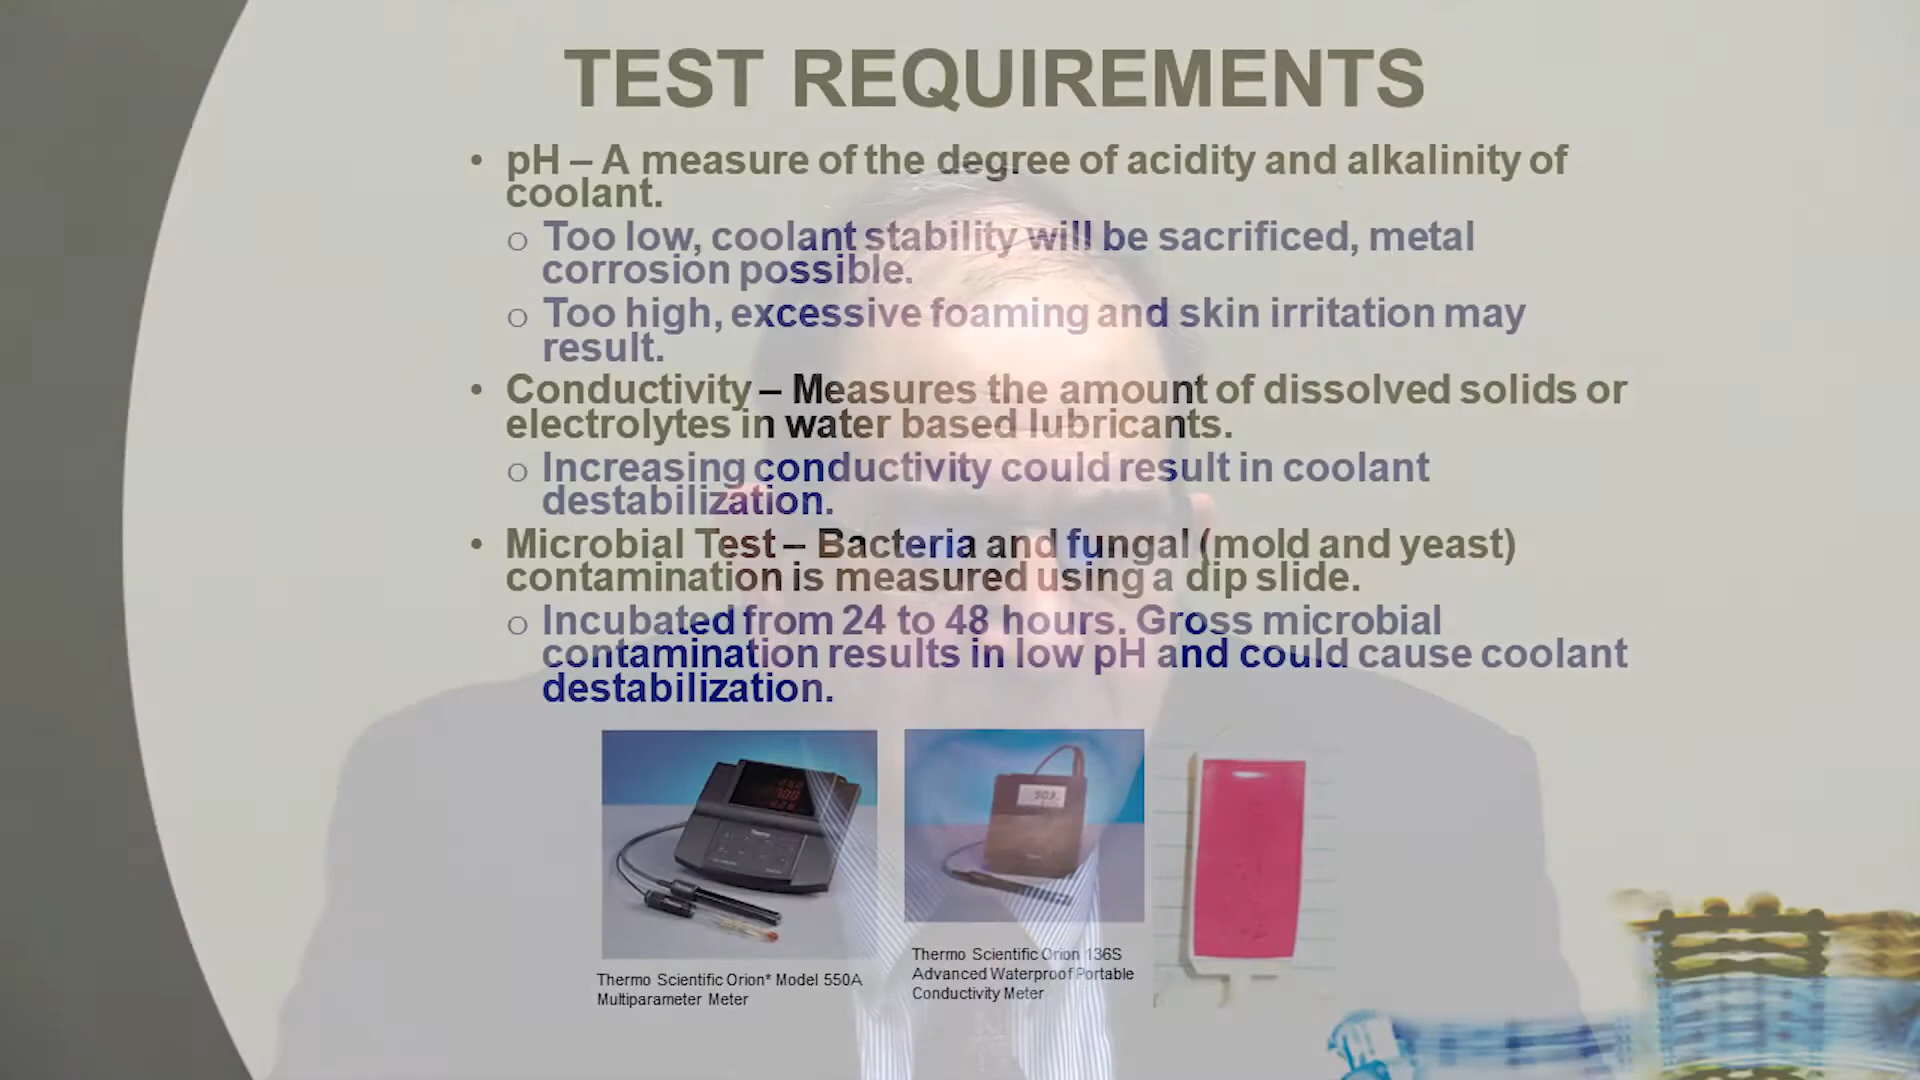 TEST REQUIREMENTS
• pH – A measure of the degree of acidity and alkalinity of
coolant.
o Too low, coolant stability will be sacrificed, metal
corrosion possible.
o Too high, excessive foaming and skin irritation may
result.
• Conductivity – Measures the amount of dissolved solids or
electrolytes in water based lubricants.
o Increasing conductivity could result in coolant
destabilization.
• Microbial Test – Bacteria and fungal (mold and yeast)
contamination is measured using a dip slide.
o Incubated from 24 to 48 hours. Gross microbial
contamination results in low pH and could cause coolant
destabilization.
Thermo Scientific Orion* Model 550A
Multiparameter Meter
Thermo Scientific Orion 136S
Advanced Waterproof Portable
Conductivity Meter